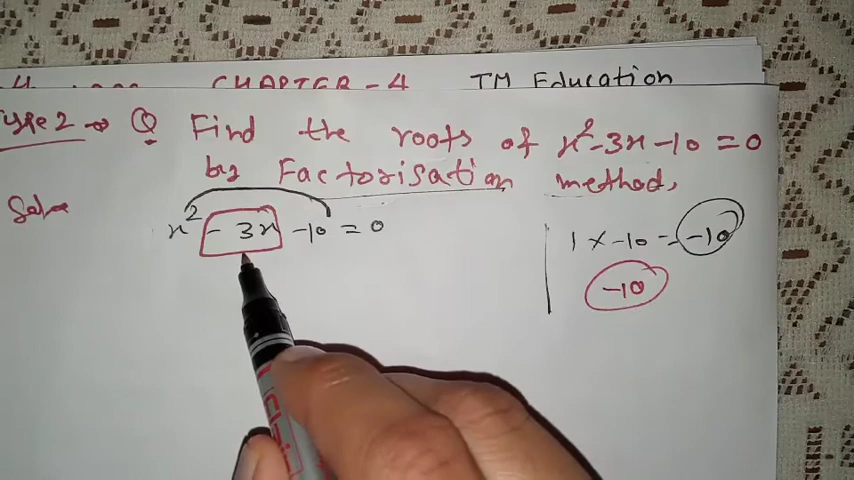 CHAPTER - 4 TM Education
Type 2 → Q Find the roots of x² - 3x - 10 = 0
by Factorisation method,
Soln
x² - 3x - 10 = 0
1 × -10 = -10
-10